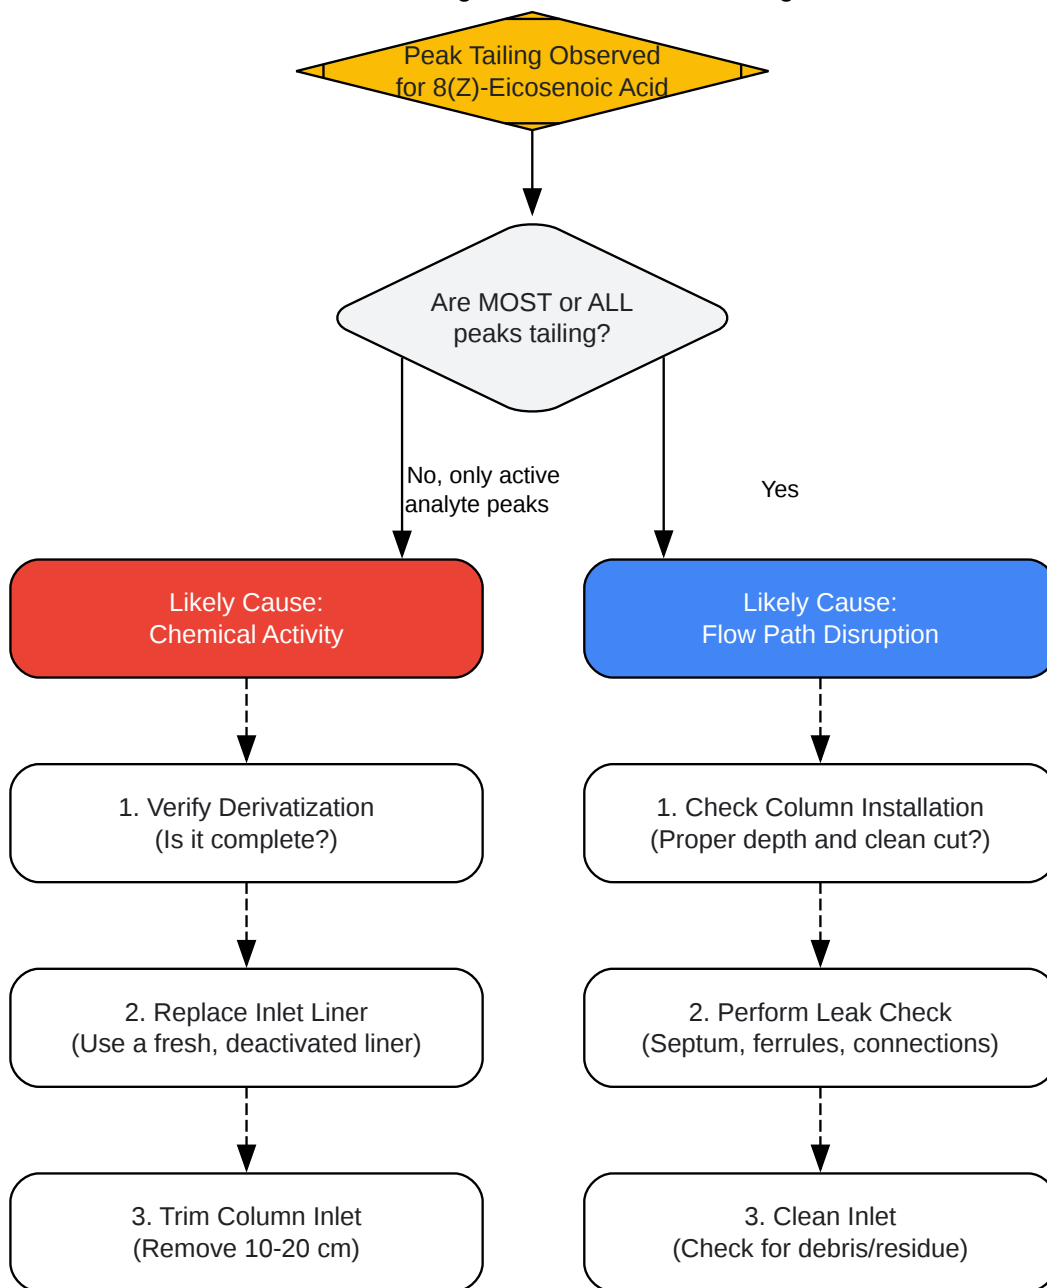 Peak Tailing Observed
for 8(Z)-Eicosenoic Acid
Are MOST or ALL
peaks tailing?
No, only active
analyte peaks
Yes
Likely Cause:
Chemical Activity
Likely Cause:
Flow Path Disruption
1. Verify Derivatization
(Is it complete?)
1. Check Column Installation
(Proper depth and clean cut?)
2. Replace Inlet Liner
(Use a fresh, deactivated liner)
2. Perform Leak Check
(Septum, ferrules, connections)
3. Trim Column Inlet
(Remove 10-20 cm)
3. Clean Inlet
(Check for debris/residue)